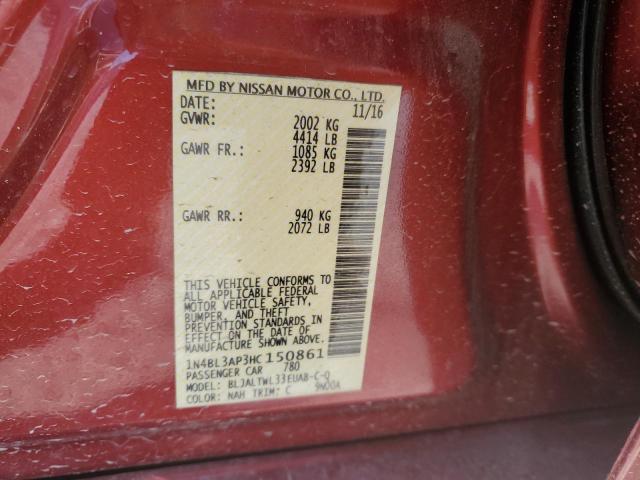 MFD BY NISSAN MOTOR CO., LTD.
DATE: 11/16
GVWR: 2002 KG
4414 LB
GAWR FR: 1085 KG
2392 LB
GAWR RR: 940 KG
2072 LB
THIS VEHICLE CONFORMS TO
ALL APPLICABLE FEDERAL
MOTOR VEHICLE SAFETY,
BUMPER, AND THEFT
PREVENTION STANDARDS IN
EFFECT ON THE DATE OF
MANUFACTURE SHOWN ABOVE.
1N4BL3AP3HC150861
PASSENGER CAR 780
MODEL: BLJALTWL33EUA8-C-Q
COLOR: NAH TRIM: C 9N00A